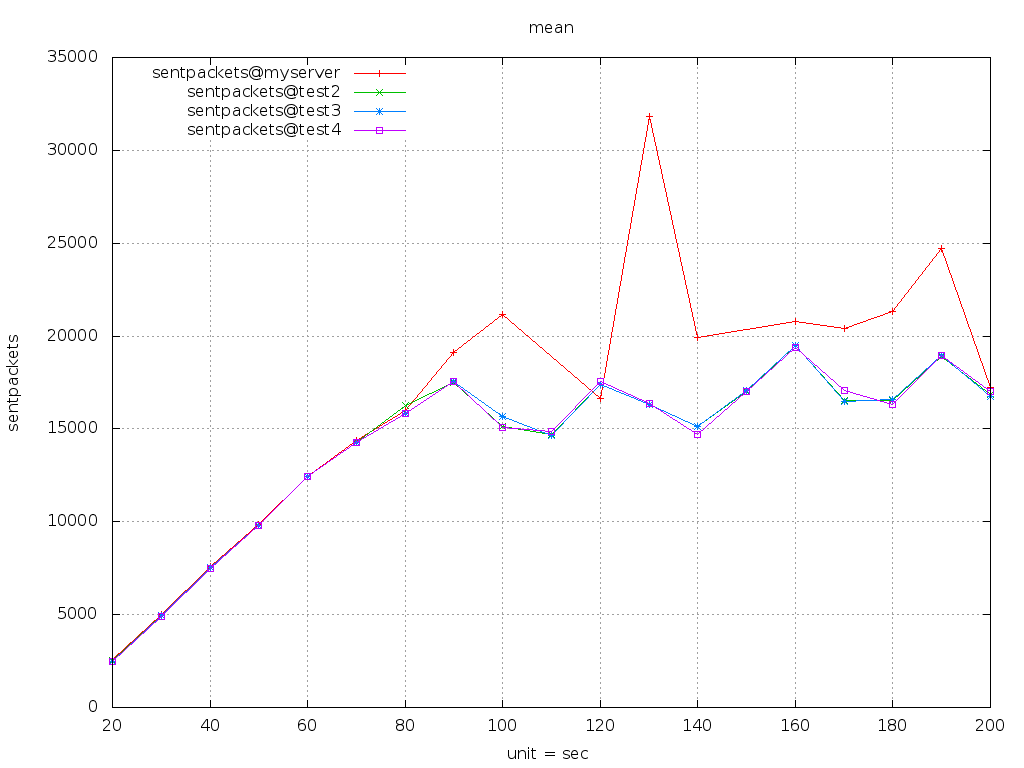 mean
35000
30000
25000
20000
15000
10000
5000
0
sentpackets
sentpackets@myserver
sentpackets@test2
sentpackets@test3
sentpackets@test4
20 40 60 80 100 120 140 160 180 200
unit = sec